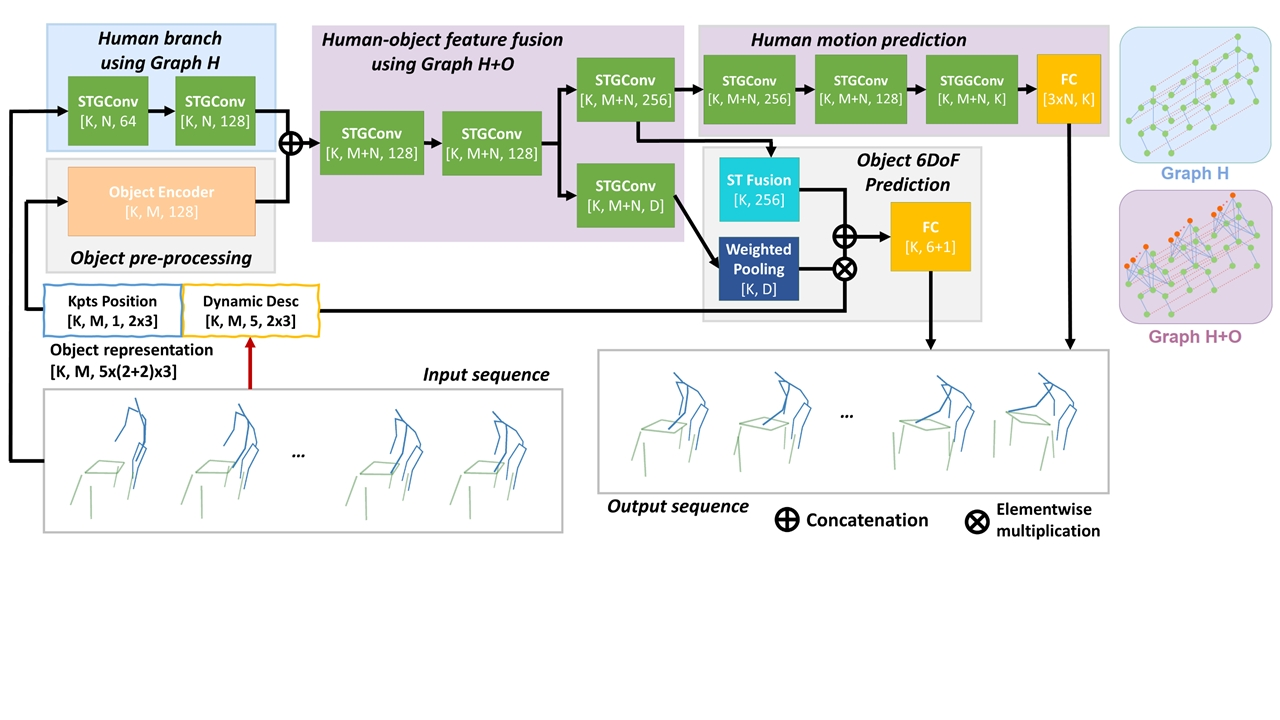 Human branch
using Graph H
STGConv
[K, N, 64
STGConv
[K, N, 128]
Object Encoder
[K, M, 128]
Object pre-processing
Human-object feature fusion
using Graph H+O
STGConv
[K, M+N, 128]
STGConv
[K, M+N, 128]
STGConv
[K, M+N, 256]
STGConv
[K, M+N, D]
Human motion prediction
STGConv
[K, M+N, 256]
STGConv
[K, M+N, 128]
STGGConv
[K, M+N, K]
FC
[3xN, K]
Object 6DoF
Prediction
ST Fusion
[K, 256]
Weighted
Pooling
[K, D]
FC
[K, 6+1]
Graph H
Graph H+O
Kpts Position
[K, M, 1, 2x3]
Dynamic Desc
[K, M, 5, 2x3]
Object representation
[K, M, 5x(2+2)x3]
Input sequence
...
...
Output sequence
Concatenation
Elementwise
multiplication